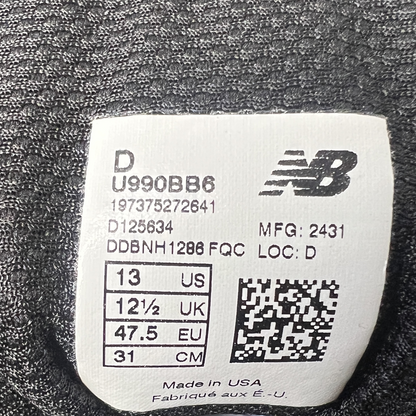 D
U990BB6
197375272641
D125634 MFG: 2431
DDBNH1286 FQC LOC: D
13 US
12½ UK
47.5 EU
31 CM
Made in USA
Fabriqué aux É.-U.
NB